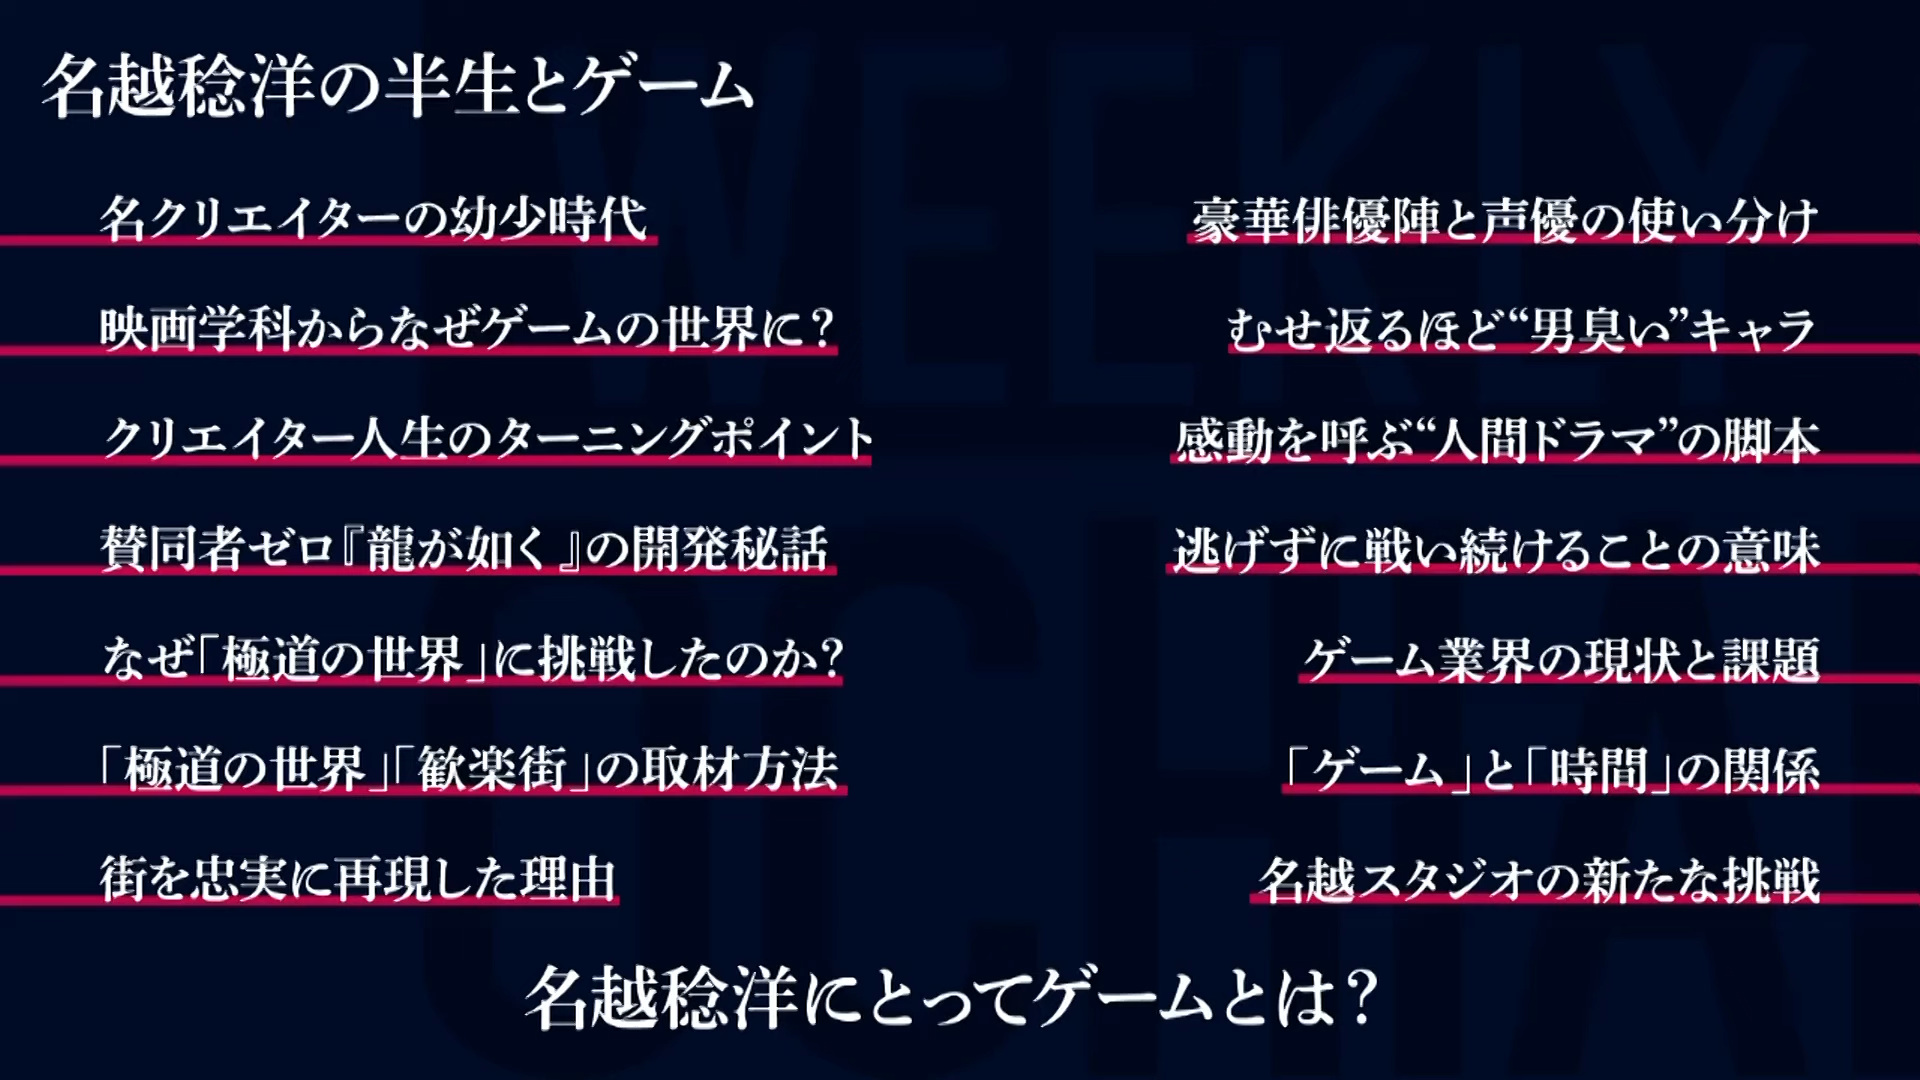 名越稔洋の半生とゲーム
名クリエイターの幼少時代
映画学科からなぜゲームの世界に？
クリエイター人生のターニングポイント
賛同者ゼロ『龍が如く』の開発秘話
なぜ「極道の世界」に挑戦したのか？
「極道の世界」「歓楽街」の取材方法
街を忠実に再現した理由
豪華俳優陣と声優の使い分け
むせ返るほど“男臭い”キャラ
感動を呼ぶ“人間ドラマ”の脚本
逃げずに戦い続けることの意味
ゲーム業界の現状と課題
「ゲーム」と「時間」の関係
名越スタジオの新たな挑戦
名越稔洋にとってゲームとは？
WEEKLY
OCHIAI